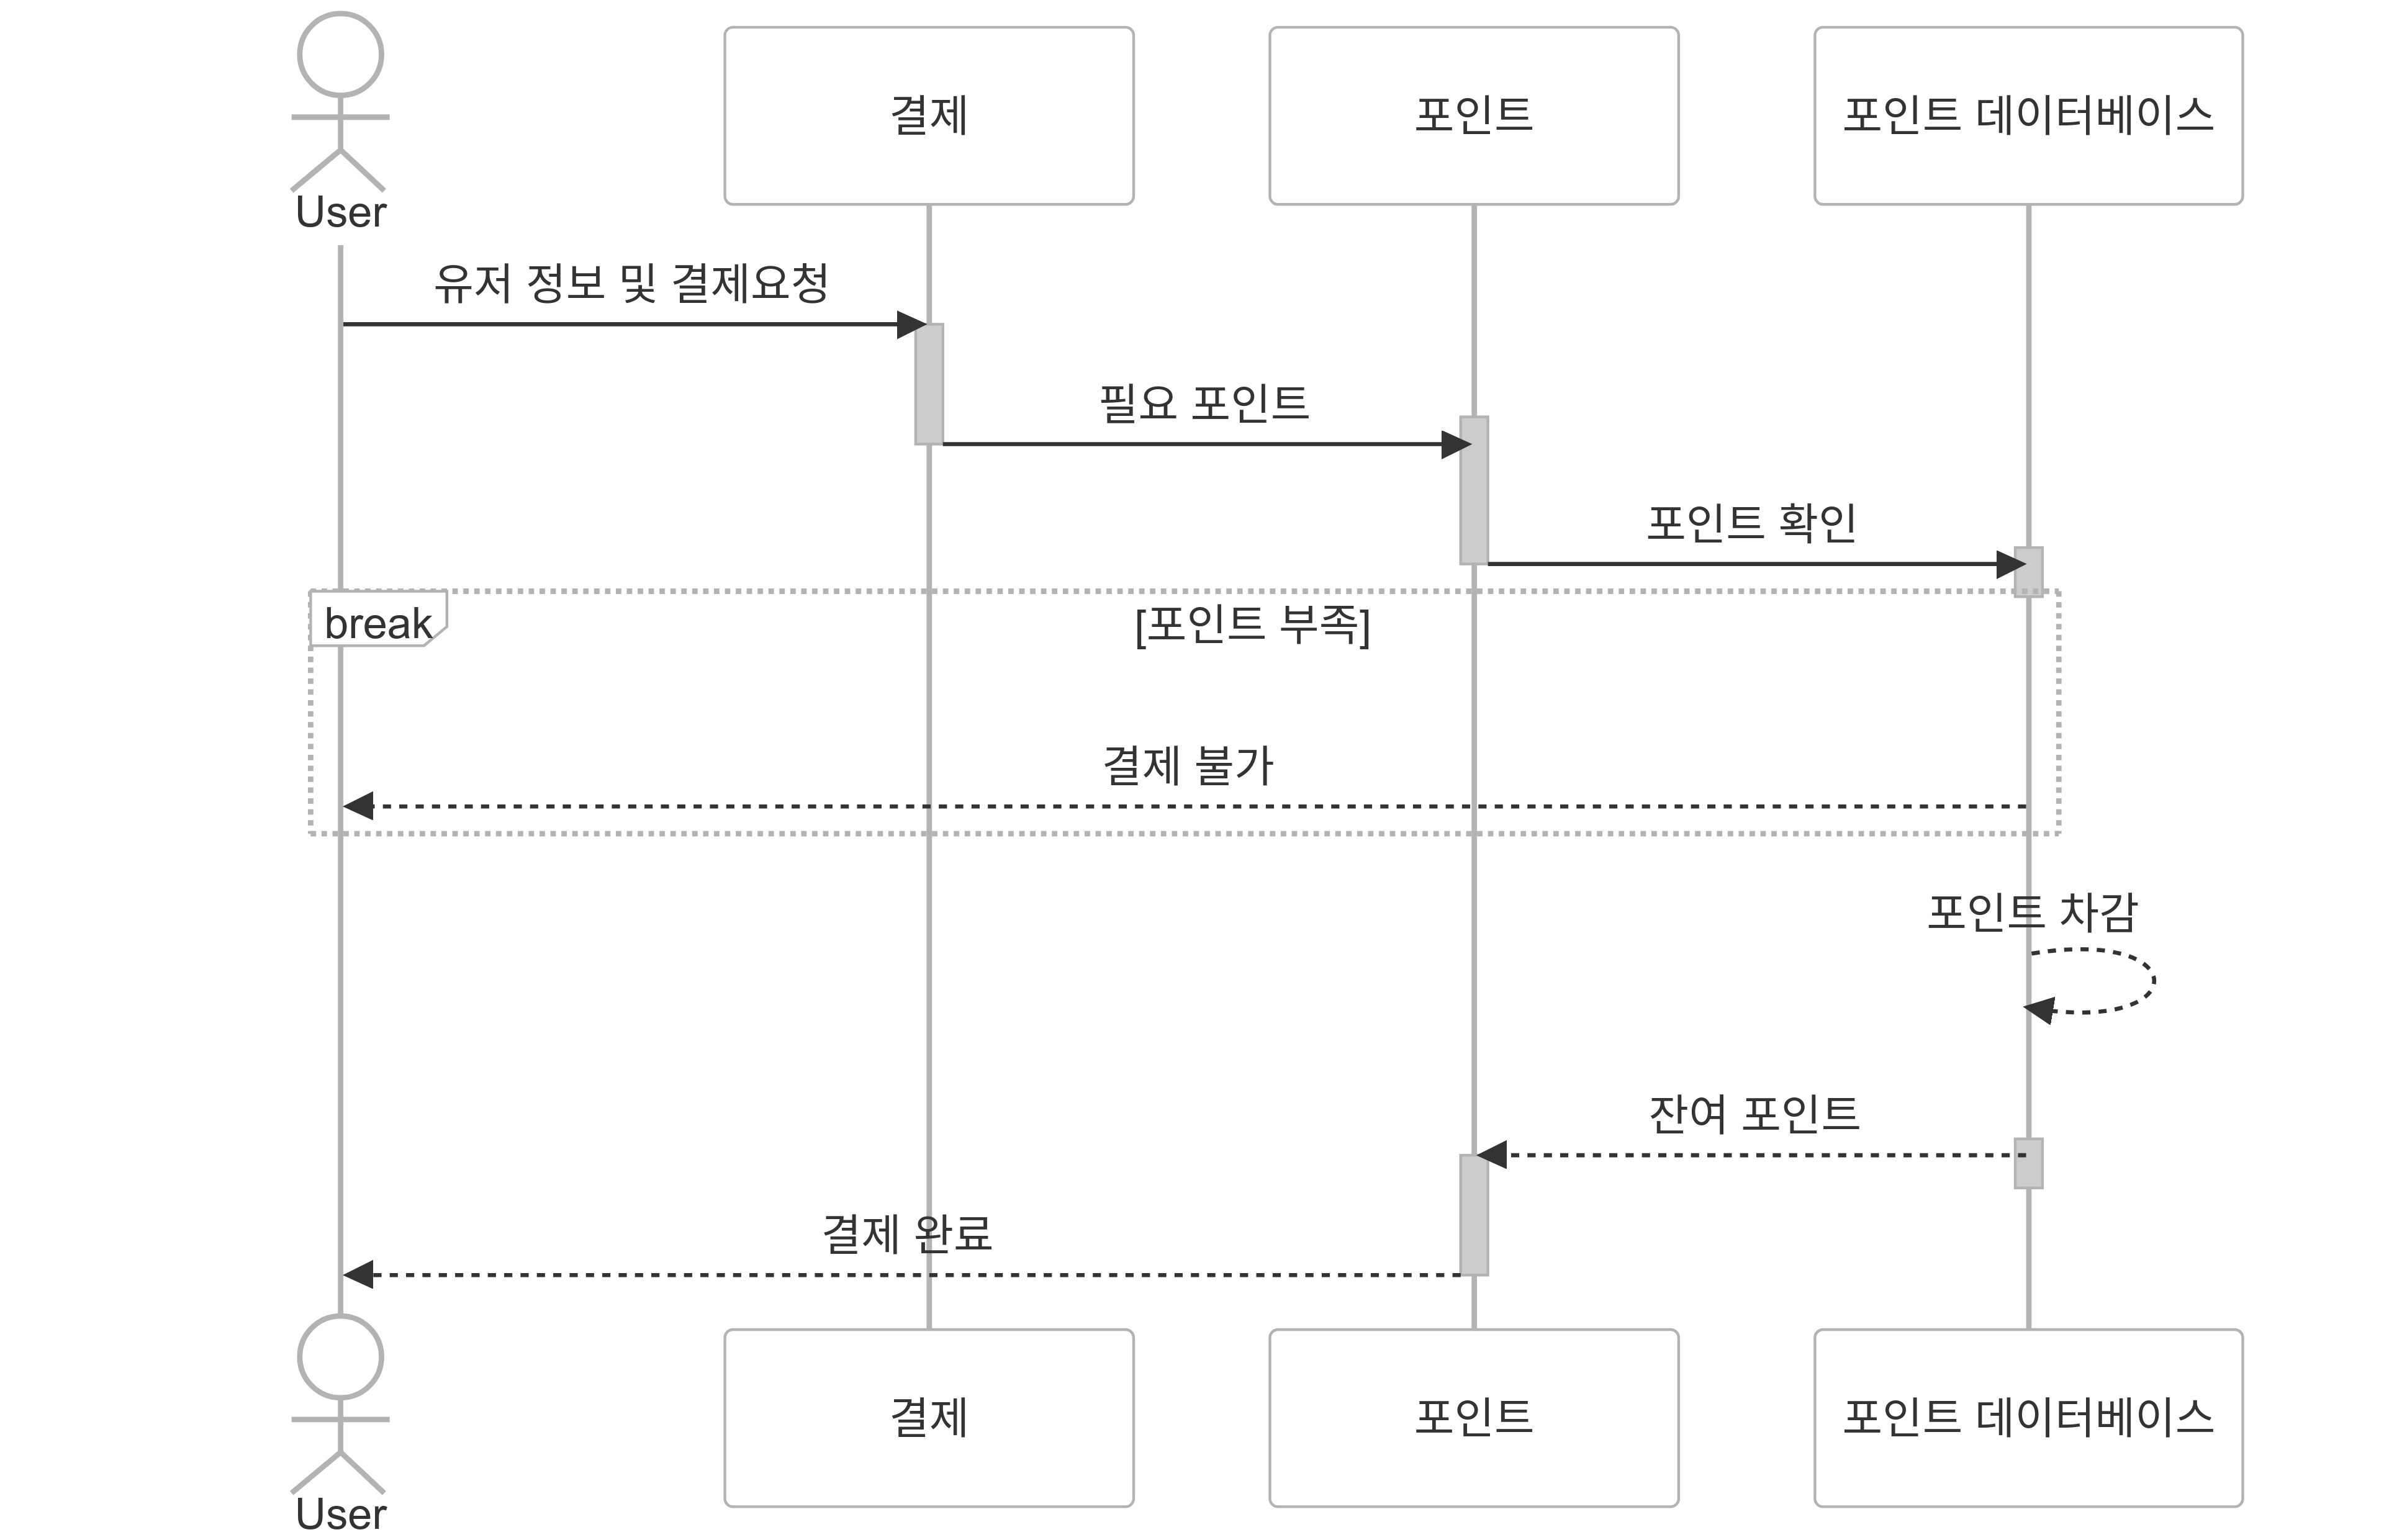 User
결제
포인트
포인트 데이터베이스
유저 정보 및 결제요청
필요 포인트
포인트 확인
break
[포인트 부족]
결제 불가
포인트 차감
잔여 포인트
결제 완료
User
결제
포인트
포인트 데이터베이스